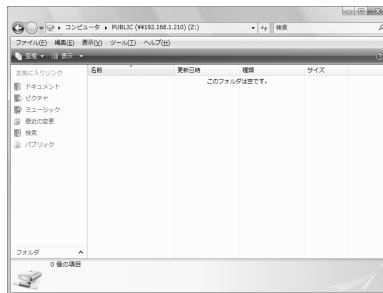 コンピュータ ▸ PUBLIC (¥¥192.168.1.210) (Z:)
検索
ファイル(F) 編集(E) 表示(V) ツール(T) ヘルプ(H)
整理 表示
お気に入りリンク
名前 更新日時 種類 サイズ
このフォルダは空です。
ドキュメント
ピクチャ
ミュージック
最近の変更
検索
パブリック
フォルダ
0 個の項目